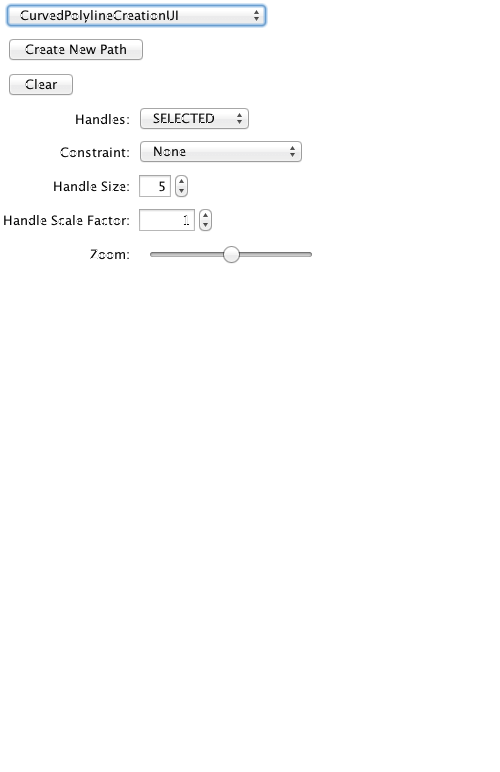 CurvedPolylineCreationUI
Create New Path
Clear
Handles: SELECTED
Constraint: None
Handle Size: 5
Handle Scale Factor: 1
Zoom: